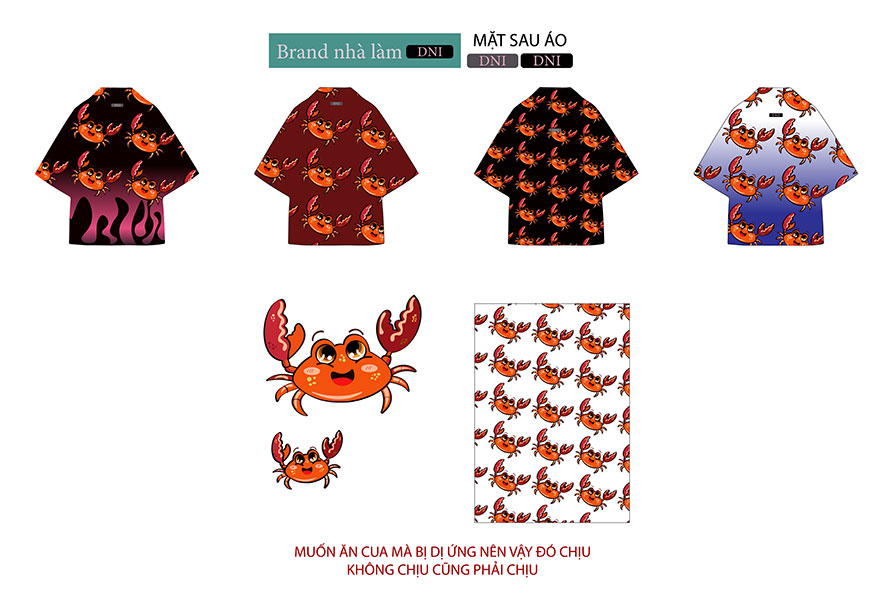 Brand nhà làm DNI
MẶT SAU ÁO
DNI DNI
MUỐN ĂN CUA MÀ BỊ DỊ ỨNG NÊN VẬY ĐÓ CHỊU
KHÔNG CHỊU CŨNG PHẢI CHỊU